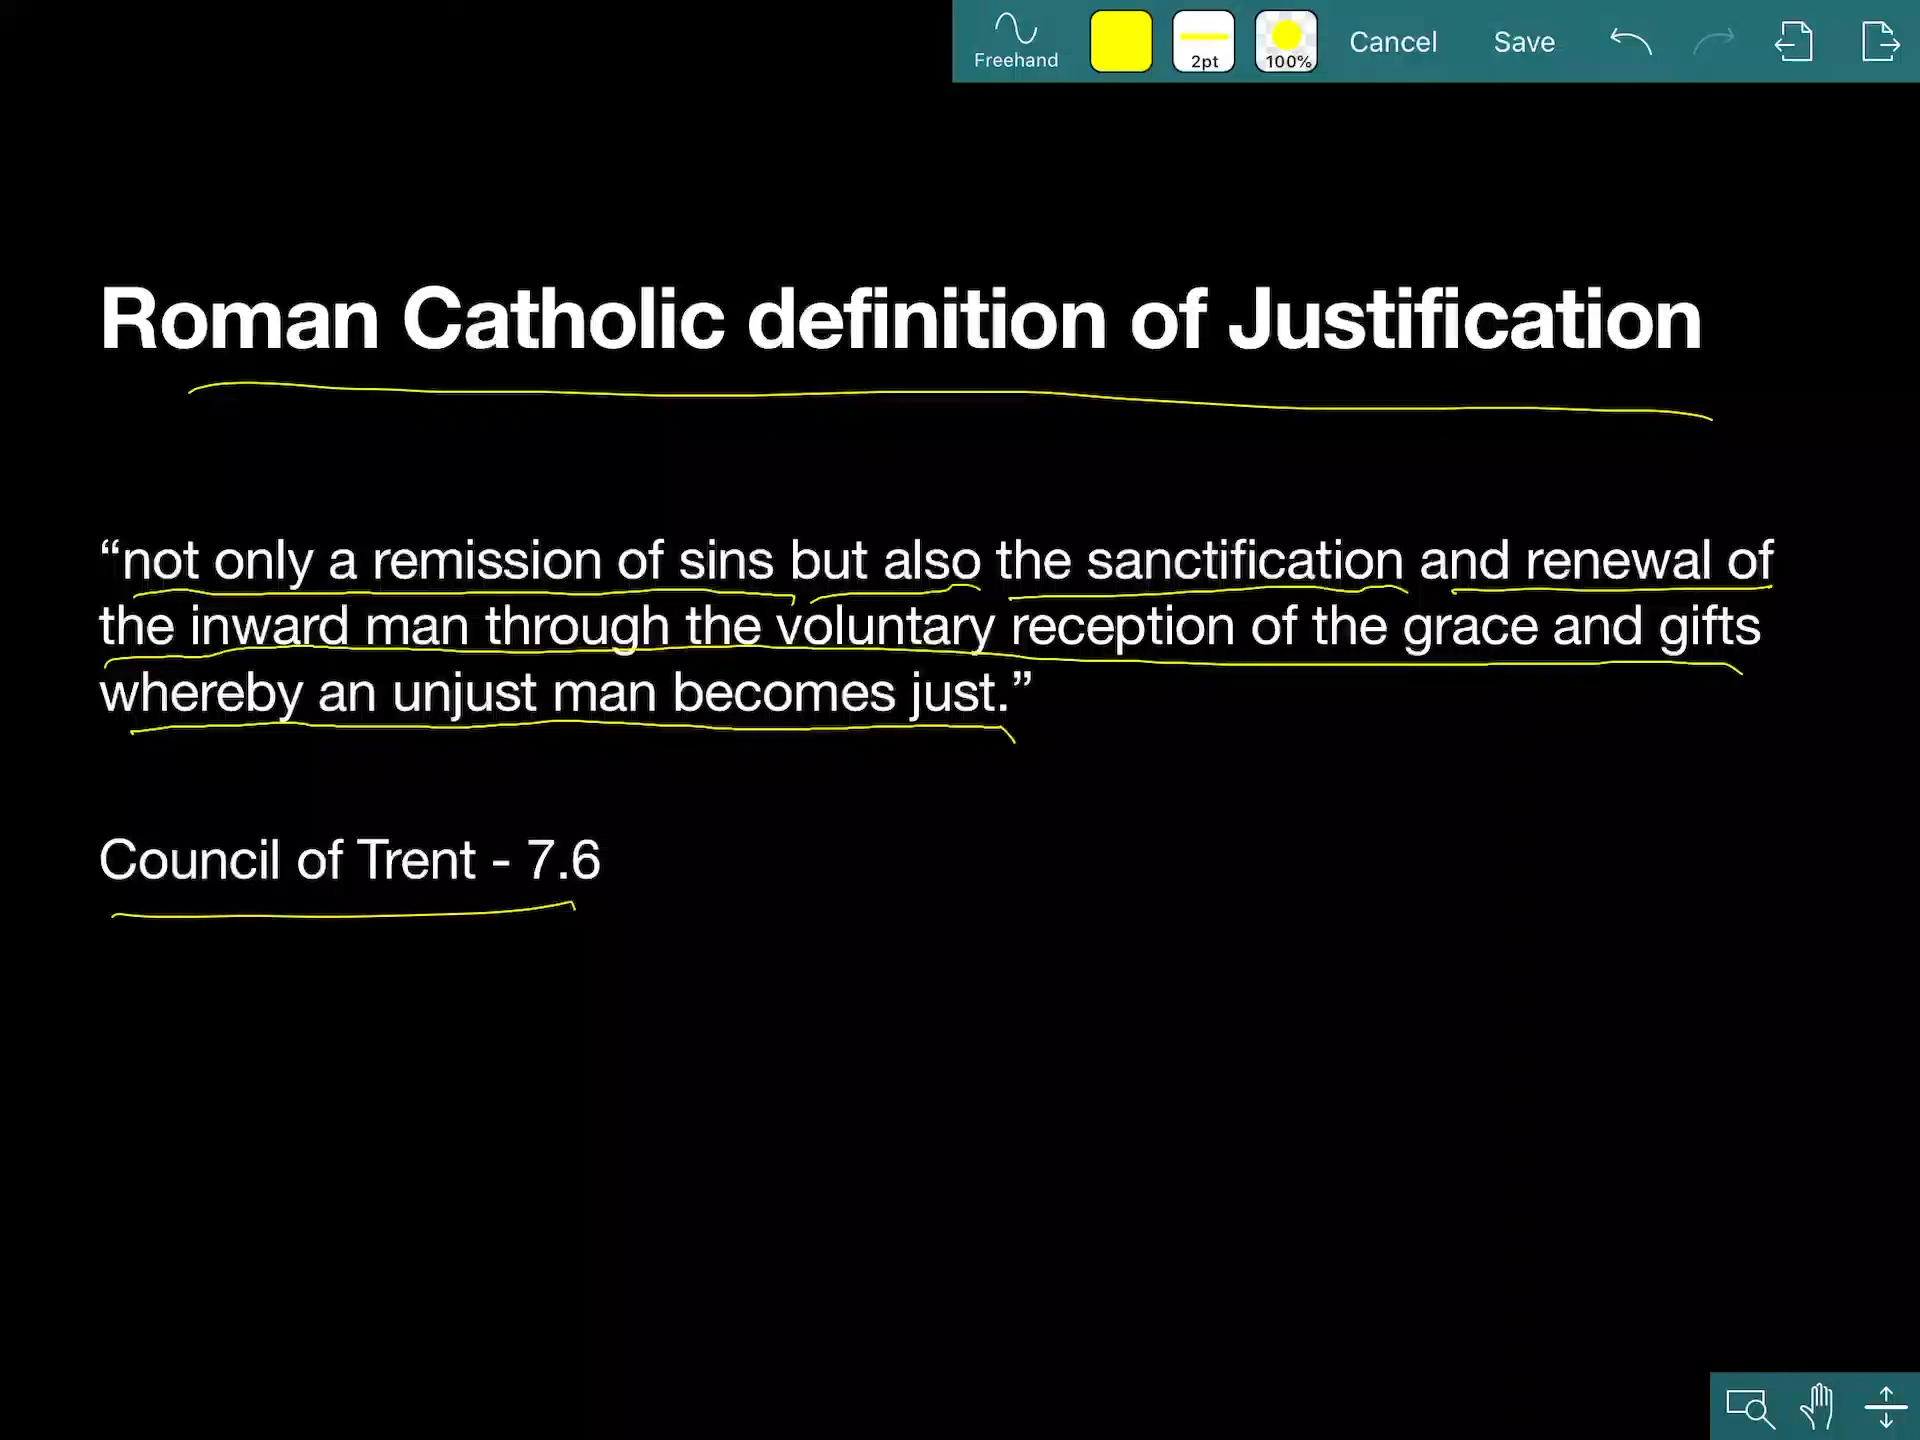 Freehand
2pt
100%
Cancel
Save
Roman Catholic definition of Justification
“not only a remission of sins but also the sanctification and renewal of
the inward man through the voluntary reception of the grace and gifts
whereby an unjust man becomes just.”
Council of Trent - 7.6